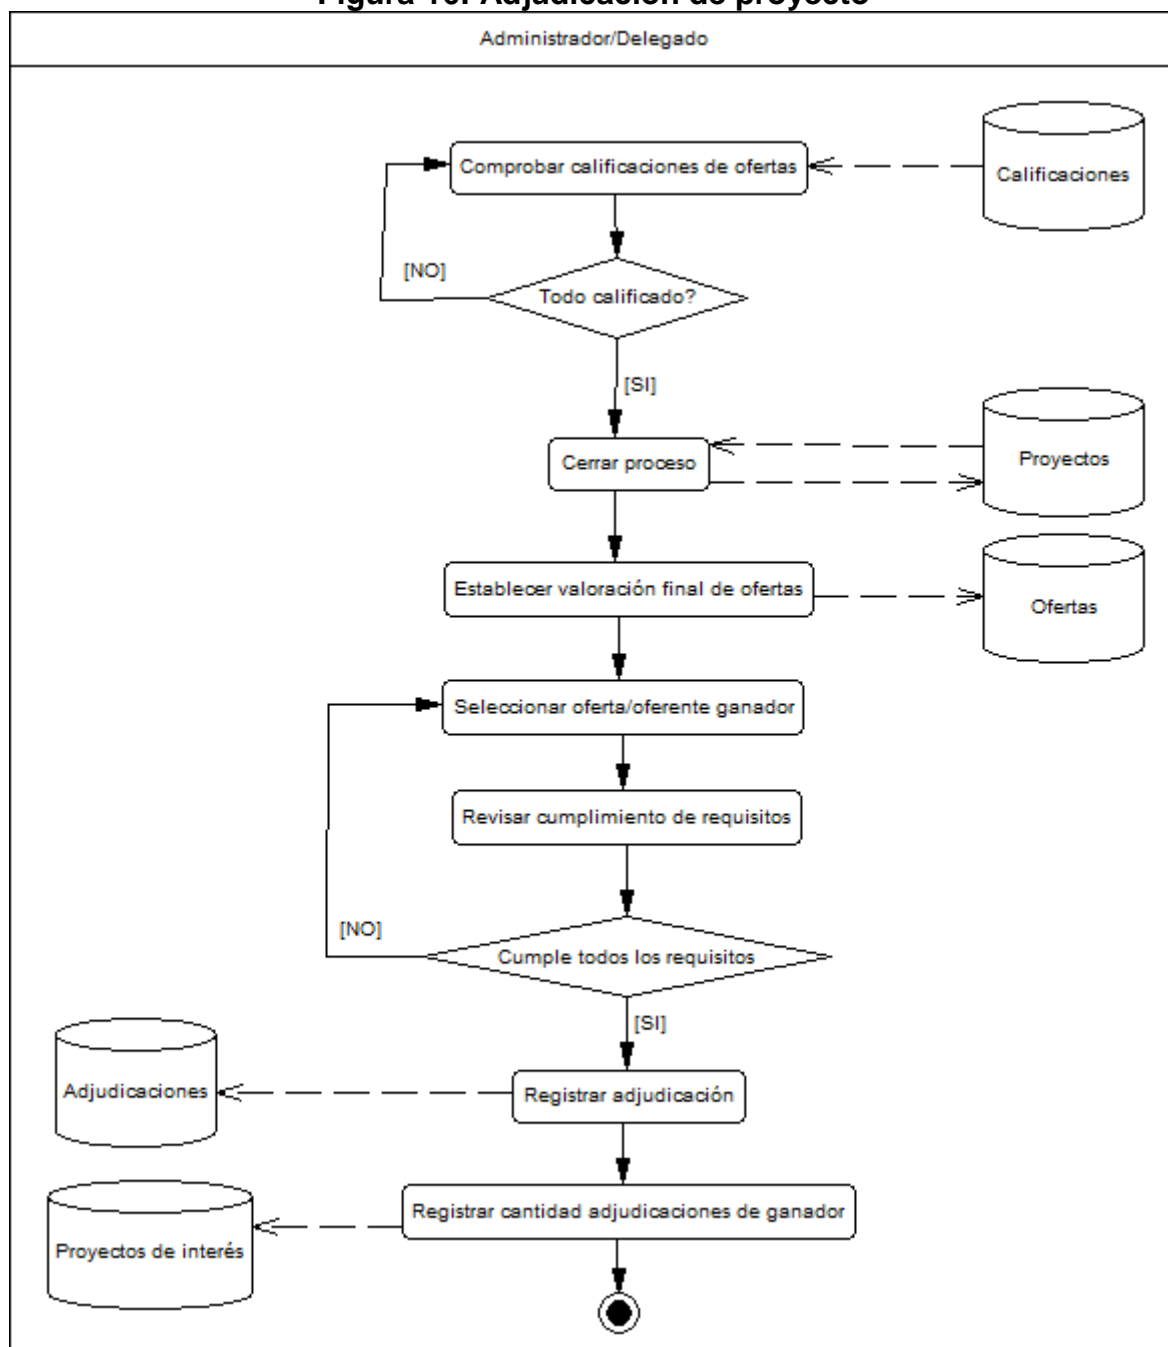 Figura 10. Adjudicación de proyecto
Administrador/Delegado
Comprobar calificaciones de ofertas
Calificaciones
[NO]
Todo calificado?
[SI]
Cerrar proceso
Proyectos
Establecer valoración final de ofertas
Ofertas
Seleccionar oferta/oferente ganador
Revisar cumplimiento de requisitos
[NO]
Cumple todos los requisitos
[SI]
Adjudicaciones
Registrar adjudicación
Registrar cantidad adjudicaciones de ganador
Proyectos de interés